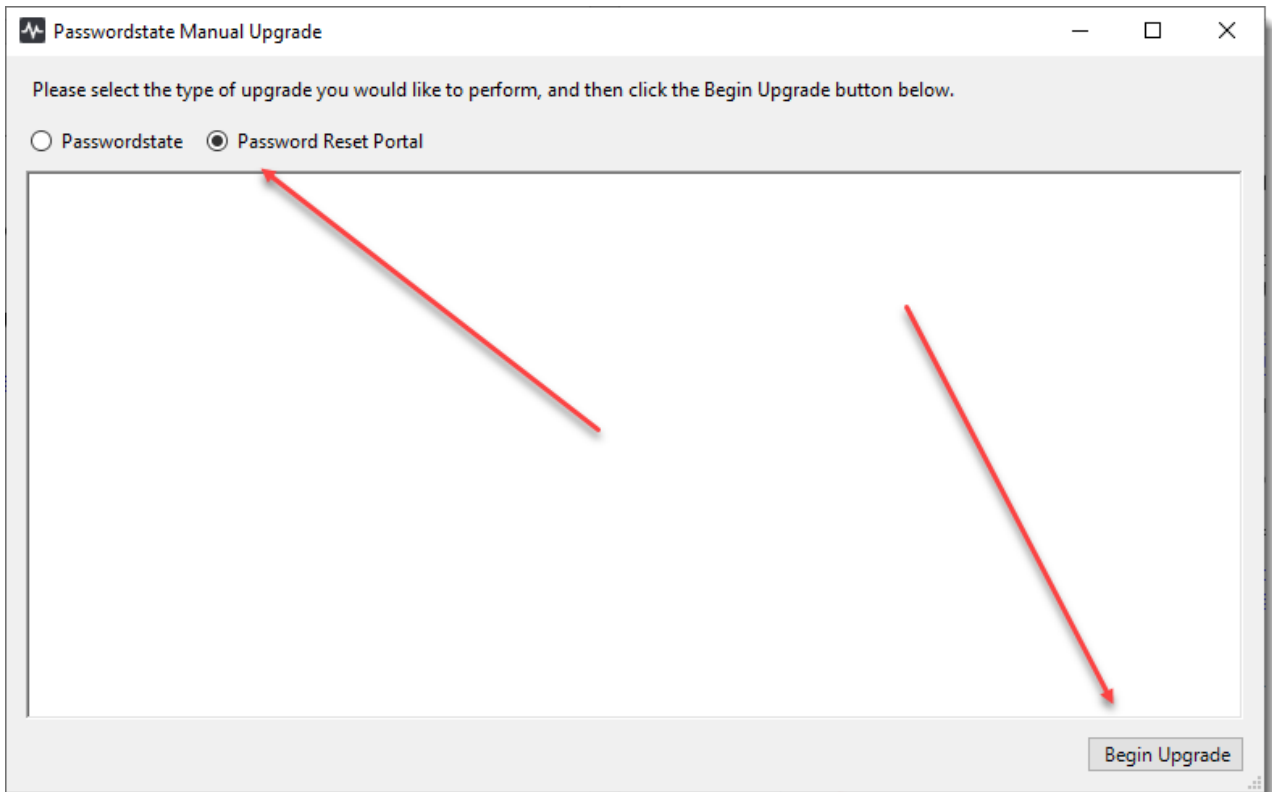 Passwordstate Manual Upgrade
Please select the type of upgrade you would like to perform, and then click the Begin Upgrade button below.
Passwordstate Password Reset Portal
Begin Upgrade